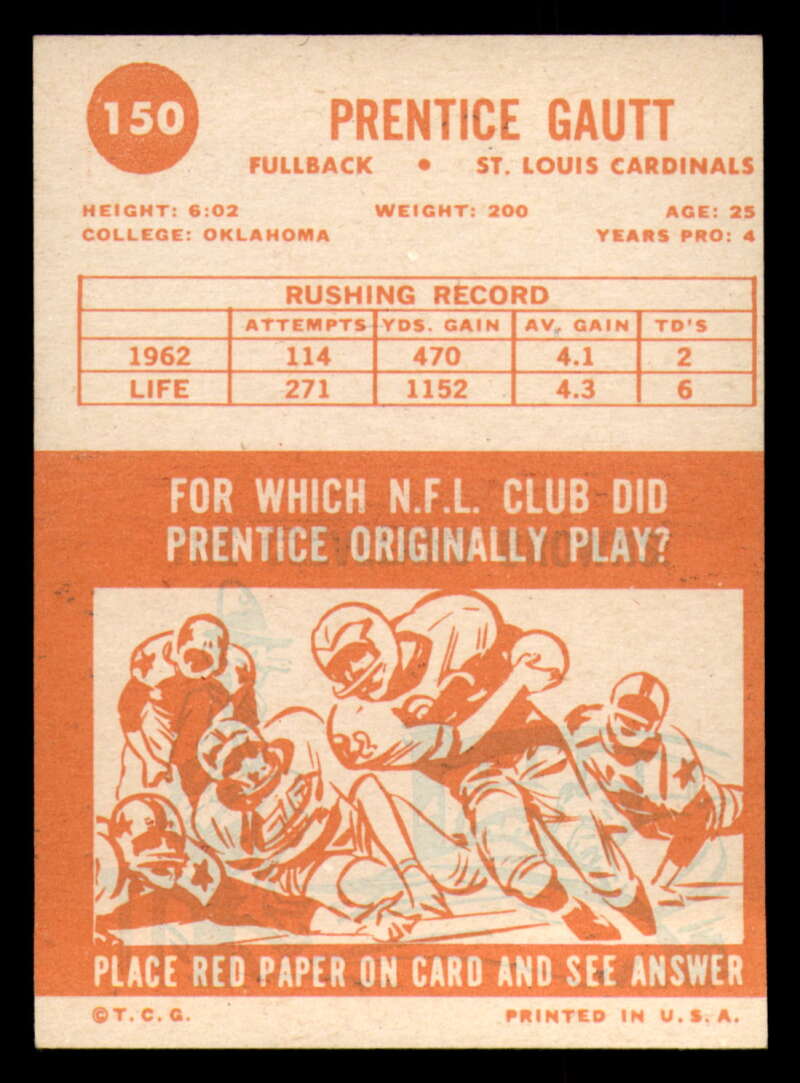 150
PRENTICE GAUTT
FULLBACK • ST. LOUIS CARDINALS
HEIGHT: 6:02 WEIGHT: 200 AGE: 25
COLLEGE: OKLAHOMA YEARS PRO: 4
RUSHING RECORD
ATTEMPTS YDS. GAIN AV. GAIN TD'S
1962 114 470 4.1 2
LIFE 271 1152 4.3 6
FOR WHICH N.F.L. CLUB DID
PRENTICE ORIGINALLY PLAY?
PLACE RED PAPER ON CARD AND SEE ANSWER
© T. C. G. PRINTED IN U. S. A.